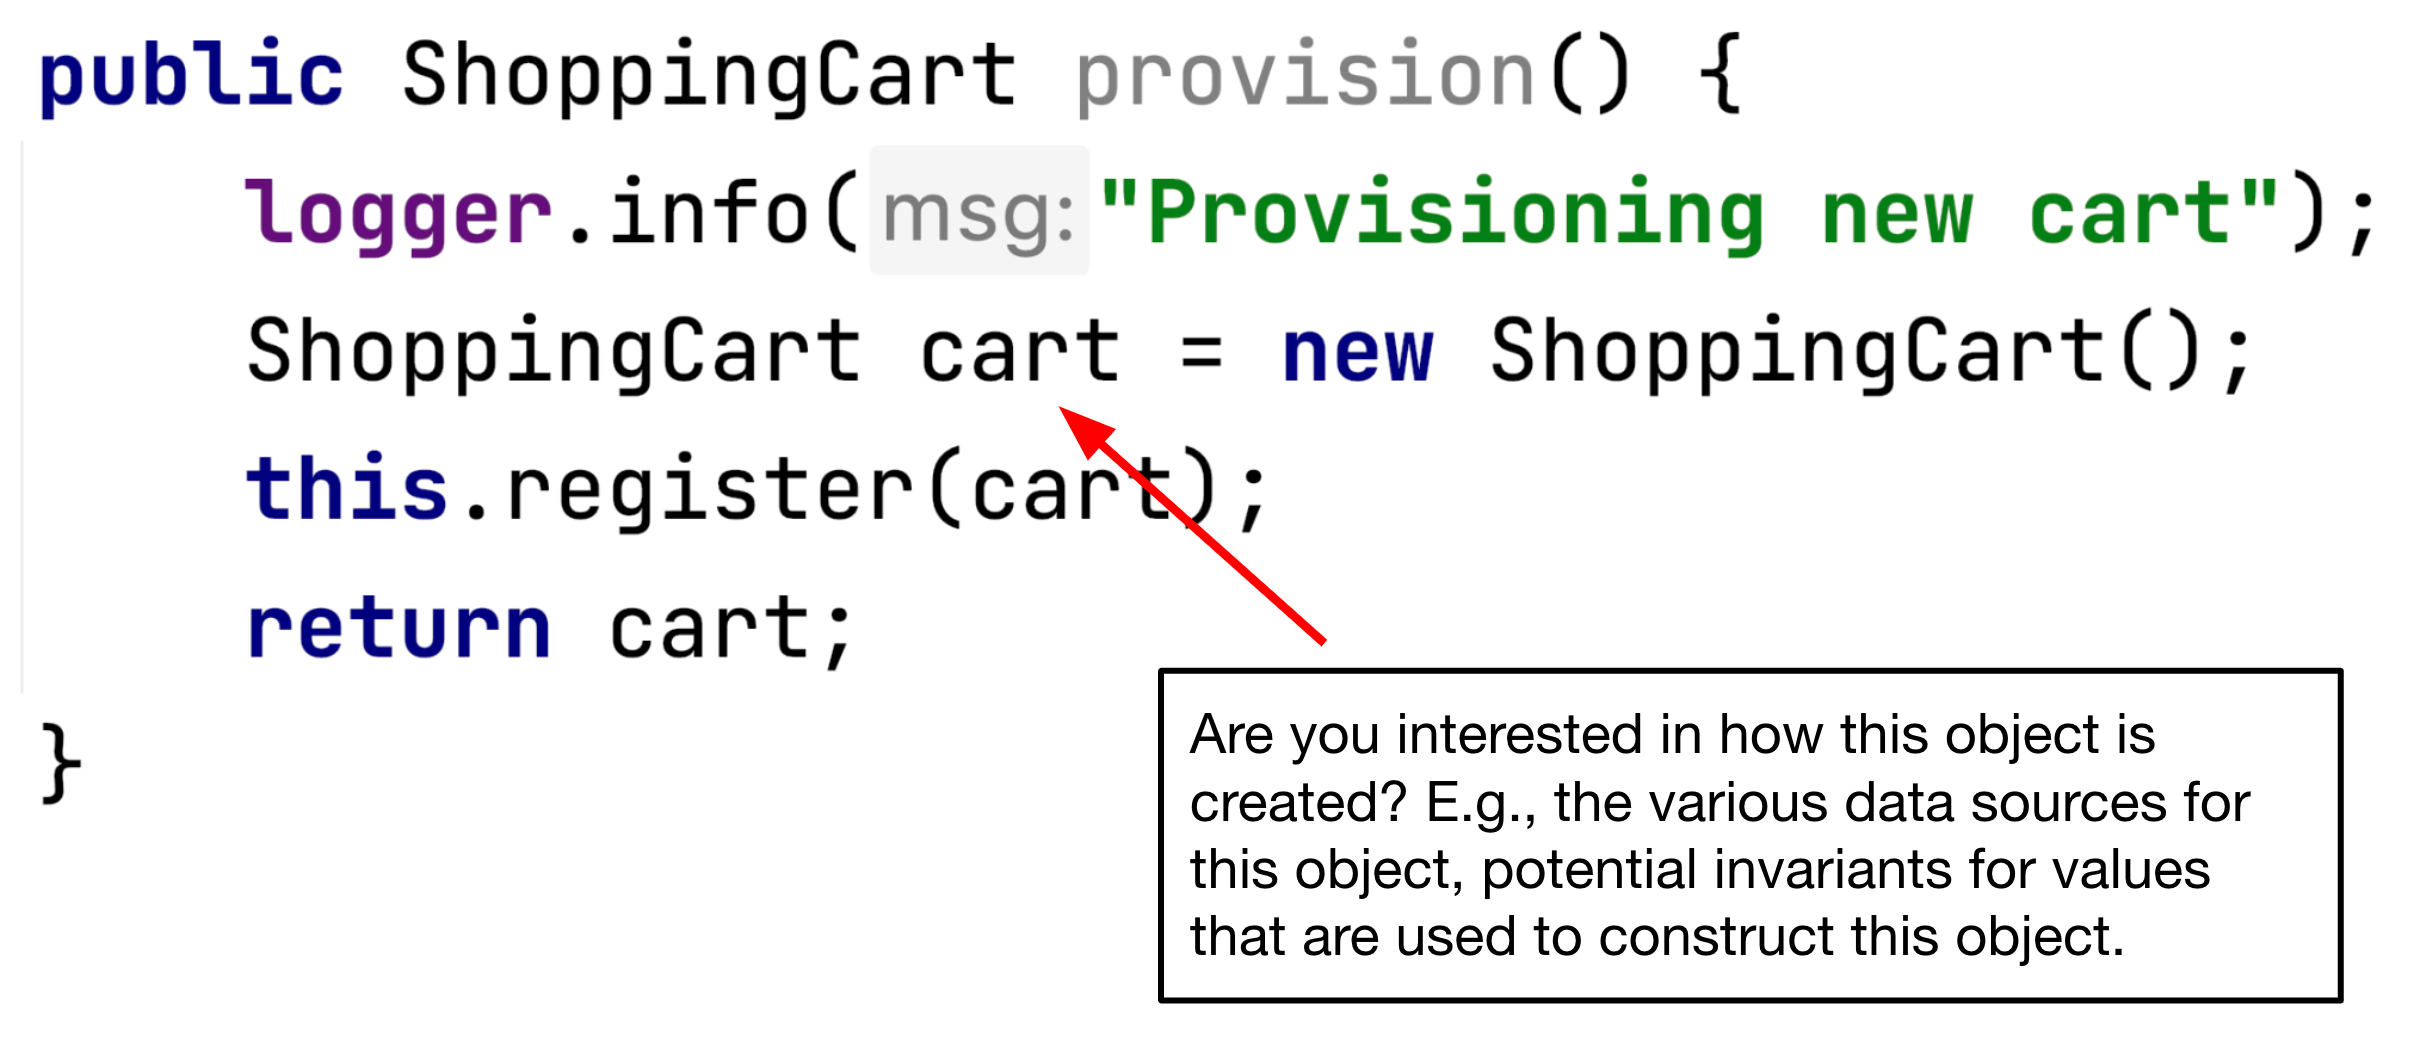 public ShoppingCart provision() {
logger.info( msg: "Provisioning new cart");
ShoppingCart cart = new ShoppingCart();
this.register(cart);
return cart;
}
Are you interested in how this object is
created? E.g., the various data sources for
this object, potential invariants for values
that are used to construct this object.